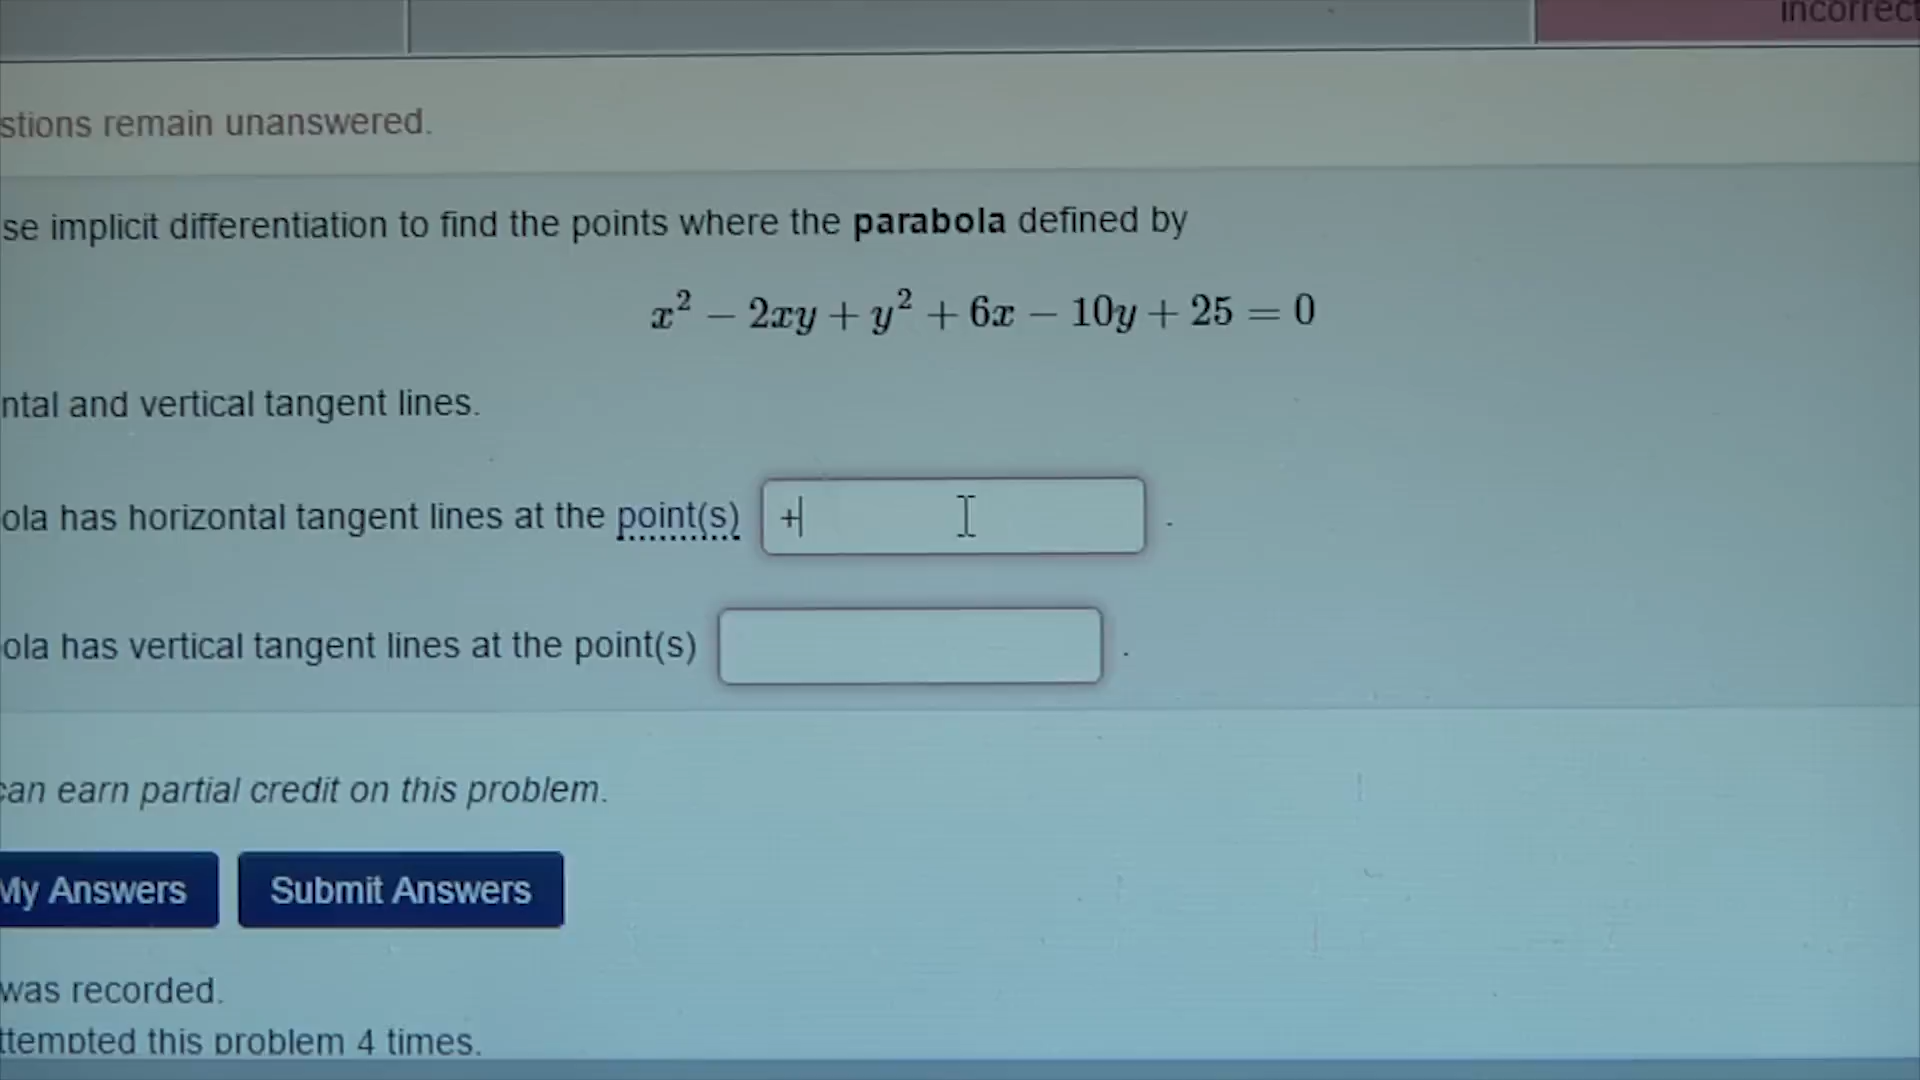 incorrect
stions remain unanswered.
se implicit differentiation to find the points where the parabola defined by
x² − 2xy + y² + 6x − 10y + 25 = 0
ntal and vertical tangent lines.
ola has horizontal tangent lines at the point(s) + .
ola has vertical tangent lines at the point(s) .
can earn partial credit on this problem.
My Answers Submit Answers
was recorded.
ttempted this problem 4 times.